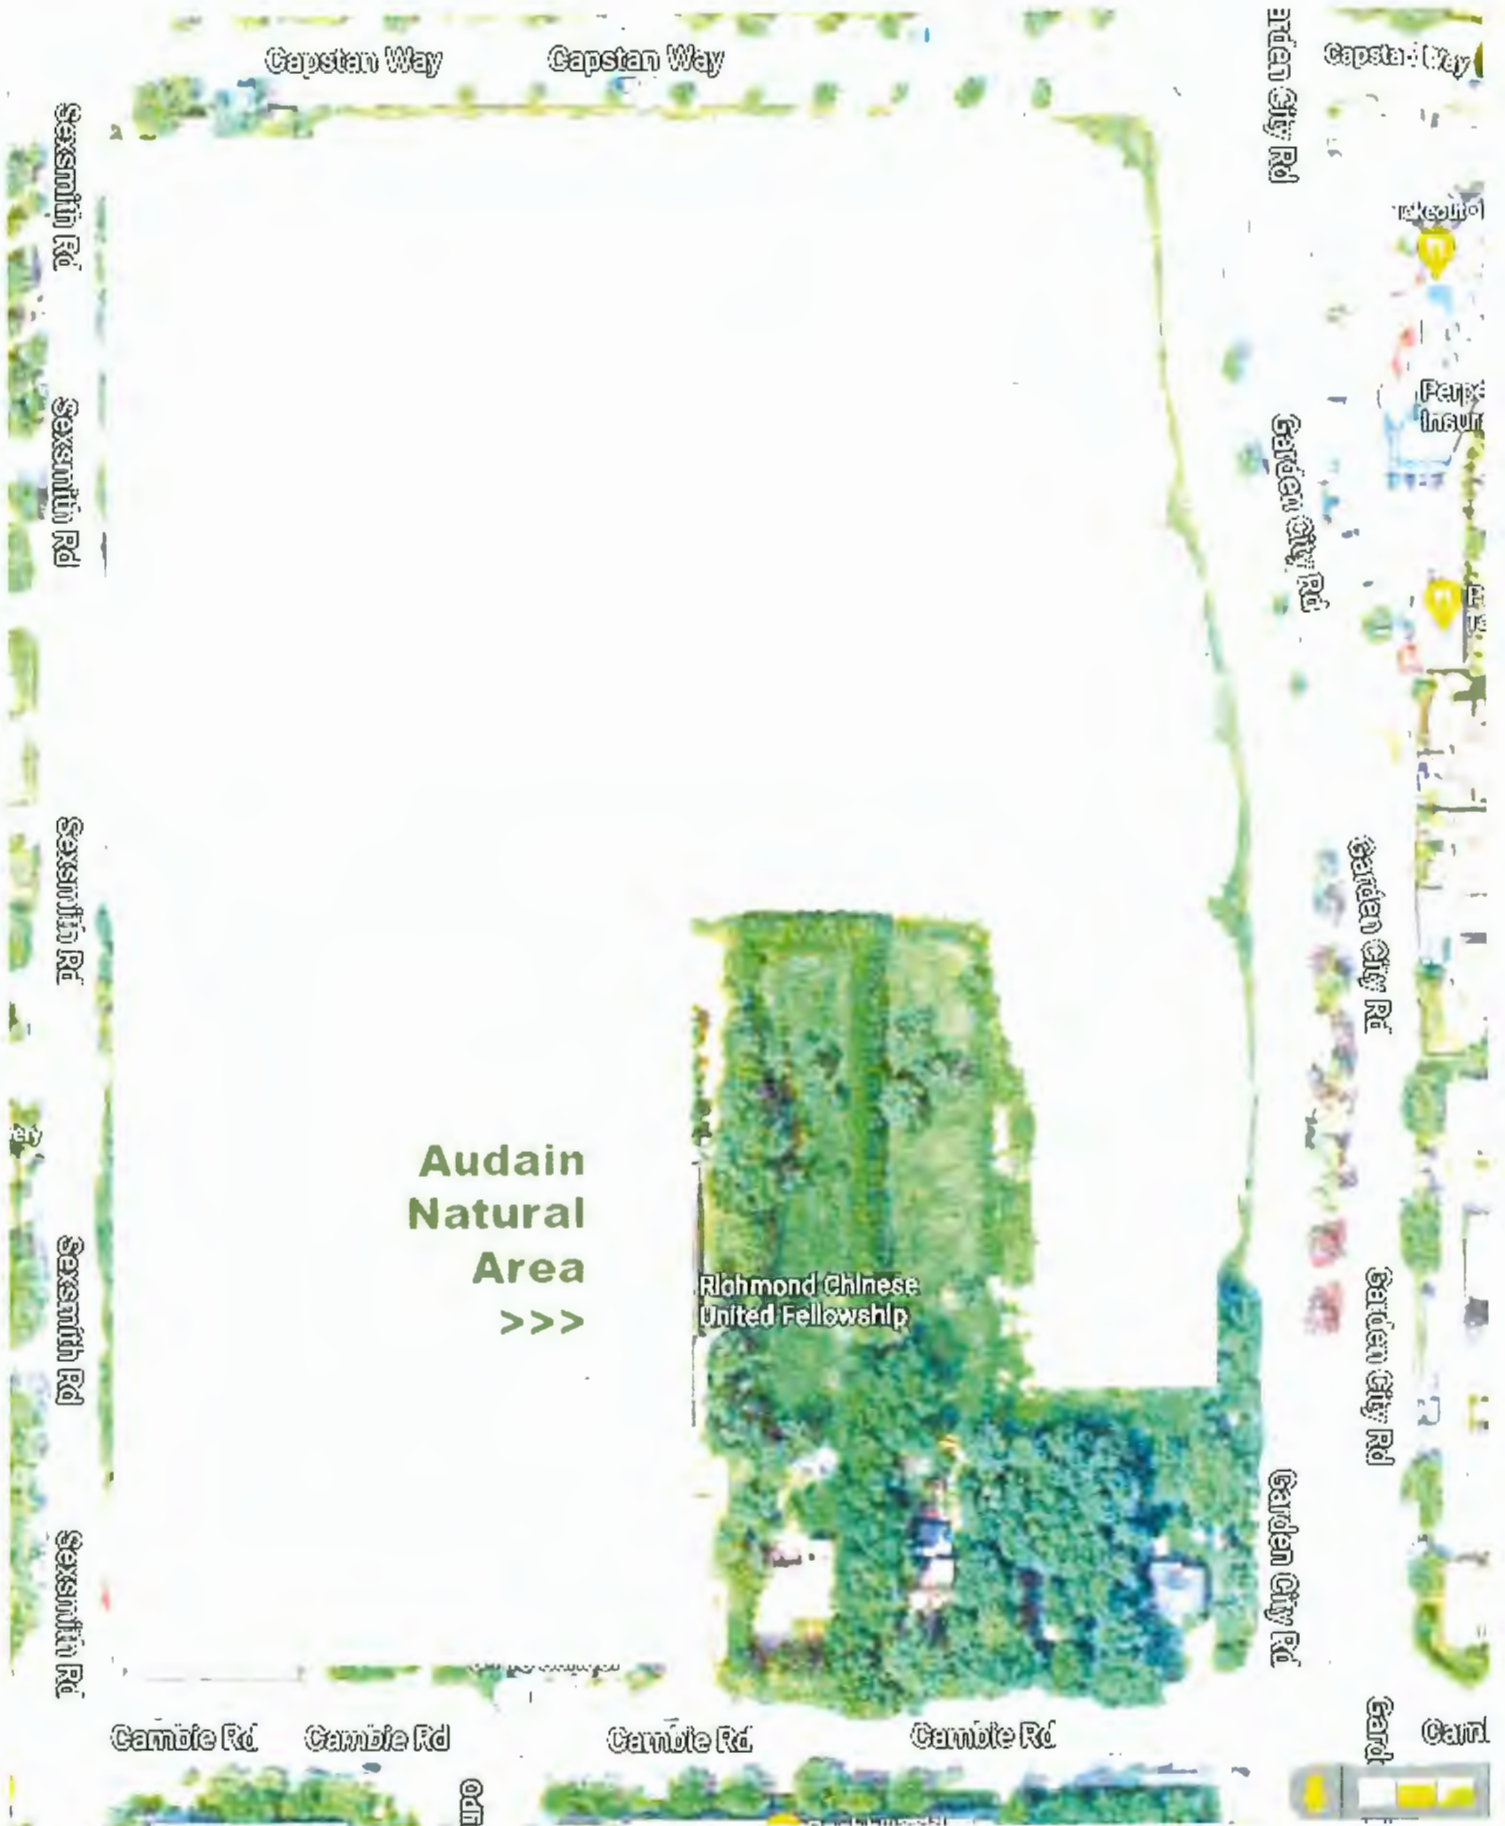 Capstan Way
Capstan Way
Garden City Rd
Sexsmith Rd
Sexsmith Rd
Garden City Rd
Sexsmith Rd
Garden City Rd
Audain
Natural
Area
>>>
Richmond Chinese
United Fellowship
Sexsmith Rd
Garden City Rd
Sexsmith Rd
Garden City Rd
Cambie Rd
Cambie Rd
Cambie Rd
Cambie Rd